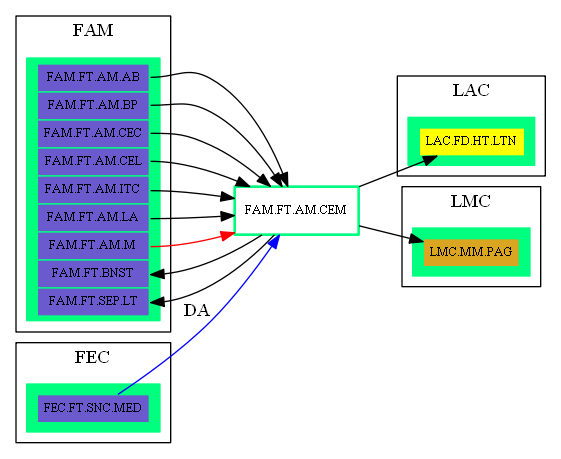 FAM
FAM.FT.AM.AB
FAM.FT.AM.BP
FAM.FT.AM.CEC
FAM.FT.AM.CEL
FAM.FT.AM.ITC
FAM.FT.AM.LA
FAM.FT.AM.M
FAM.FT.BNST
FAM.FT.SEP.LT
FEC
FEC.FT.SNC.MED
DA
FAM.FT.AM.CEM
LAC
LAC.FD.HT.LTN
LMC
LMC.MM.PAG